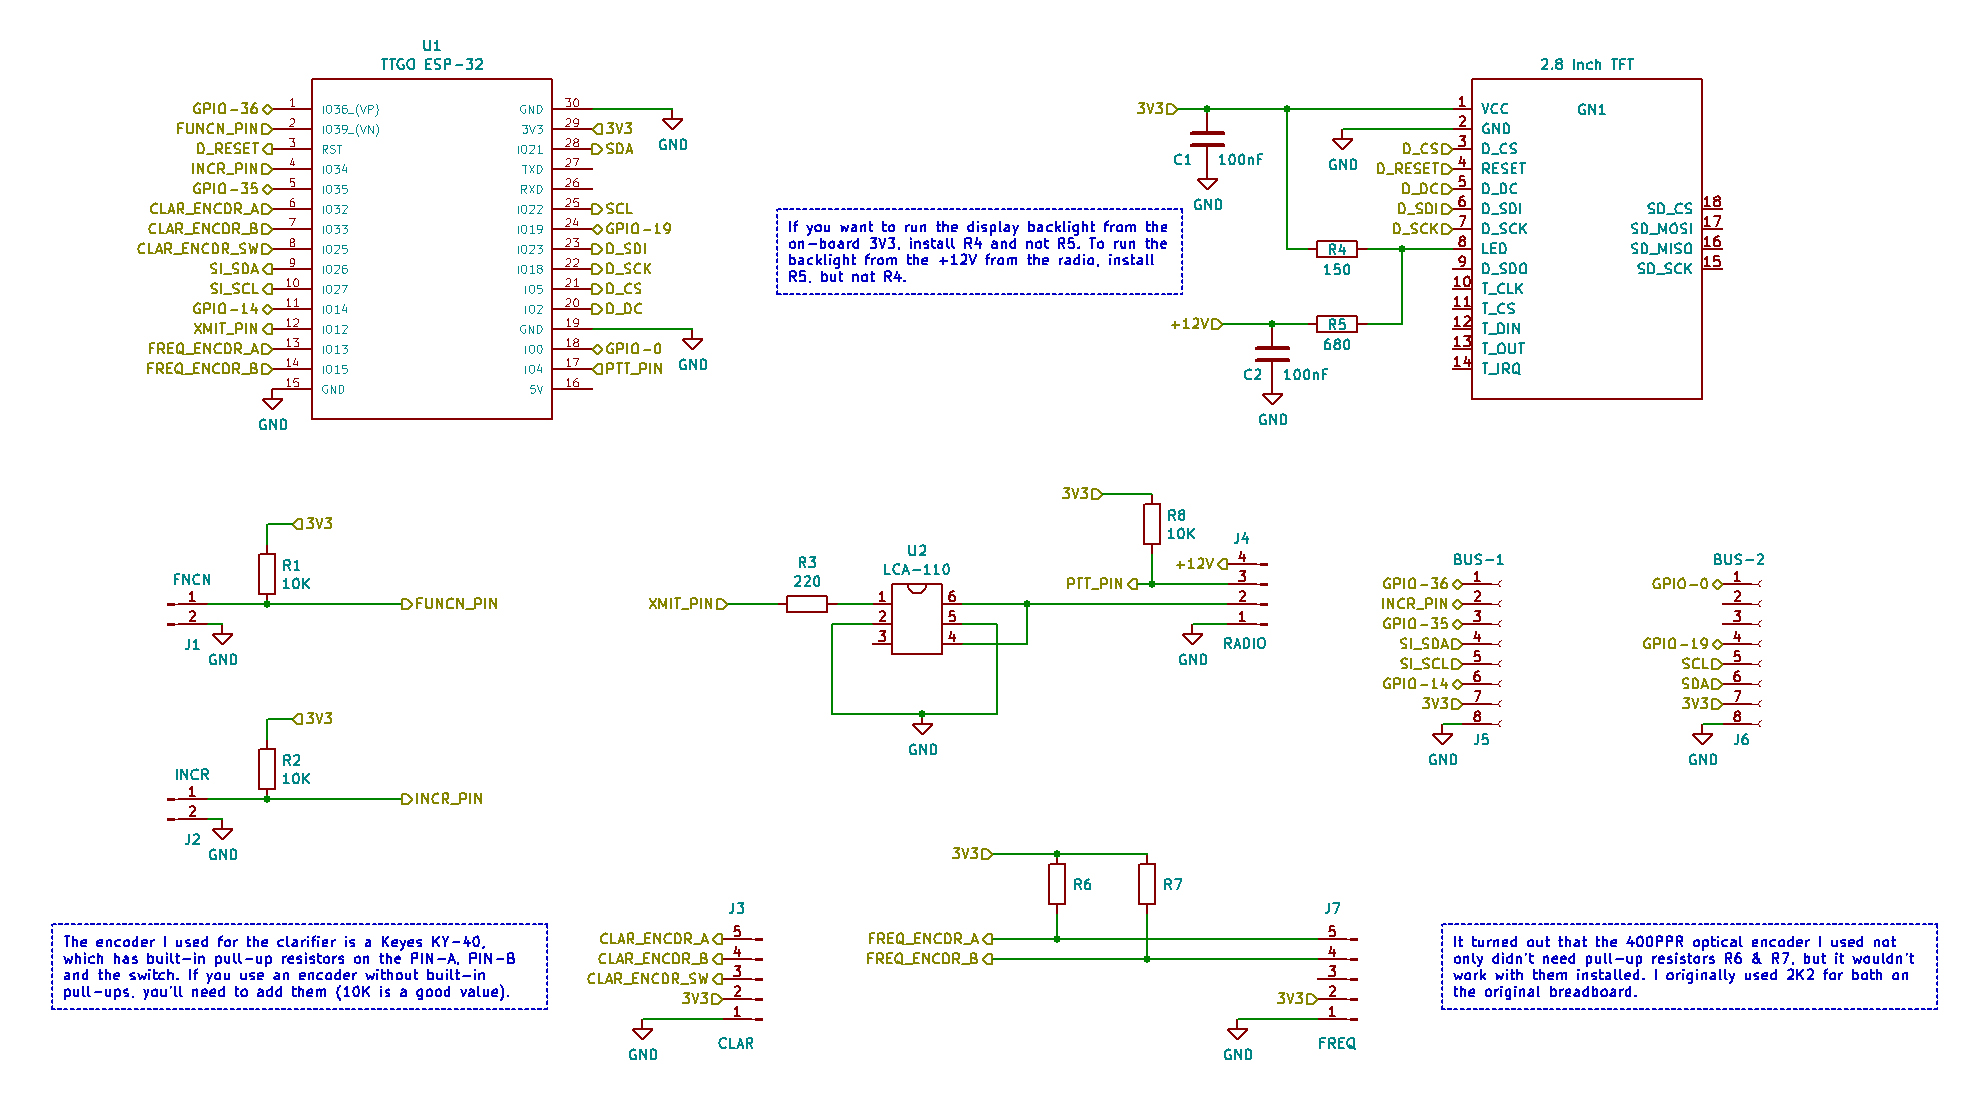 U1
TTGO ESP-32
GPIO-36 1 IO36_(VP) GND 30
FUNCN_PIN 2 IO39_(VN) 3V3 29 3V3
D_RESET 3 RST IO21 28 SDA
INCR_PIN 4 IO34 TXD 27
GPIO-35 5 IO35 RXD 26
CLAR_ENCDR_A 6 IO32 IO22 25 SCL
CLAR_ENCDR_B 7 IO33 IO19 24 GPIO-19
CLAR_ENCDR_SW 8 IO25 IO23 23 D_SDI
SI_SDA 9 IO26 IO18 22 D_SCK
SI_SCL 10 IO27 IO5 21 D_CS
GPIO-14 11 IO14 IO2 20 D_DC
XMIT_PIN 12 IO12 GND 19
FREQ_ENCDR_A 13 IO13 IO0 18 GPIO-0
FREQ_ENCDR_B 14 IO15 IO4 17 PTT_PIN
15 GND 5V 16
GND
GND
GND
If you want to run the display backlight from the
on-board 3V3, install R4 and not R5. To run the
backlight from the +12V from the radio, install
R5, but not R4.
2.8 Inch TFT
GN1
3V3 1 VCC
2 GND
GND
D_CS 3 D_CS
D_RESET 4 RESET
D_DC 5 D_DC
D_SDI 6 D_SDI
D_SCK 7 D_SCK
8 LED
9 D_SDO
10 T_CLK
11 T_CS
12 T_DIN
13 T_OUT
14 T_IRQ
SD_CS 18
SD_MOSI 17
SD_MISO 16
SD_SCK 15
C1 100nF
GND
R4
150
+12V R5
680
C2 100nF
GND
3V3
R1
10K
FNCN
1 FUNCN_PIN
2
J1
GND
3V3
R2
10K
INCR
1 INCR_PIN
2
J2
GND
XMIT_PIN
R3
220
U2
LCA-110
1 6
2 5
3 4
GND
3V3
R8
10K
J4
+12V 4
PTT_PIN 3
2
1
GND
RADIO
BUS-1
GPIO-36 1
INCR_PIN 2
GPIO-35 3
SI_SDA 4
SI_SCL 5
GPIO-14 6
3V3 7
8
J5
GND
BUS-2
GPIO-0 1
2
3
GPIO-19 4
SCL 5
SDA 6
3V3 7
8
J6
GND
The encoder I used for the clarifier is a Keyes KY-40,
which has built-in pull-up resistors on the PIN-A, PIN-B
and the switch. If you use an encoder without built-in
pull-ups, you'll need to add them (10K is a good value).
J3
CLAR_ENCDR_A 5
CLAR_ENCDR_B 4
CLAR_ENCDR_SW 3
3V3 2
1
GND
CLAR
3V3
R6 R7
J7
FREQ_ENCDR_A 5
FREQ_ENCDR_B 4
3
3V3 2
1
GND
FREQ
It turned out that the 400PPR optical encoder I used not
only didn't need pull-up resistors R6 & R7, but it wouldn't
work with them installed. I originally used 2K2 for both on
the original breadboard.